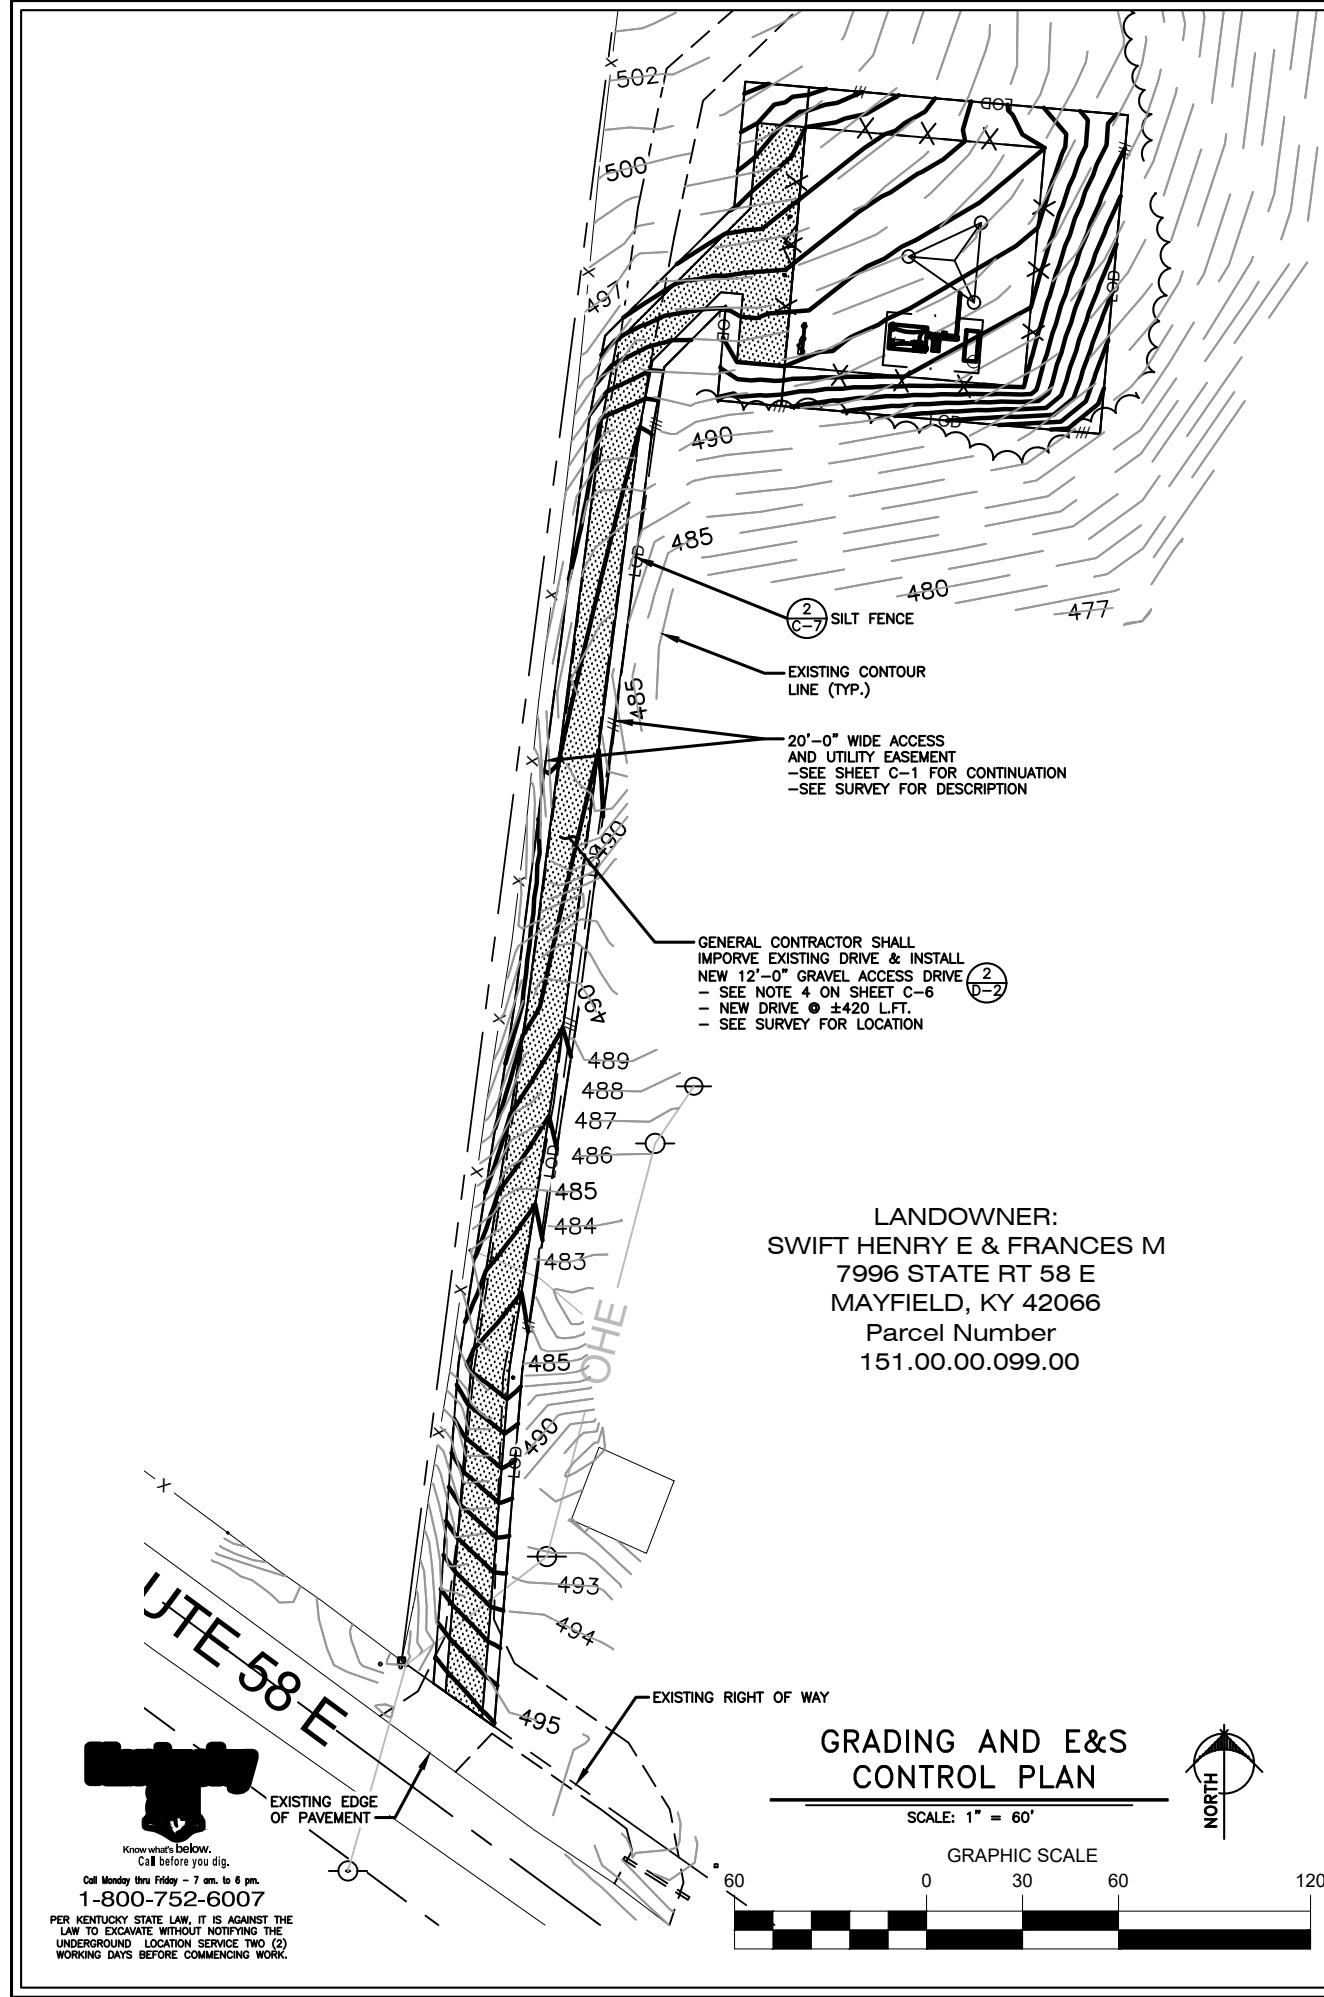 502
500
497
LOD
LOD
LOD
LOD
490
485
LOD
480
477
2
C-7
SILT FENCE
EXISTING CONTOUR
LINE (TYP.)
485
20'-0" WIDE ACCESS
AND UTILITY EASEMENT
-SEE SHEET C-1 FOR CONTINUATION
-SEE SURVEY FOR DESCRIPTION
490
GENERAL CONTRACTOR SHALL
IMPORVE EXISTING DRIVE & INSTALL
NEW 12'-0" GRAVEL ACCESS DRIVE
- SEE NOTE 4 ON SHEET C-6
- NEW DRIVE @ ±420 L.FT.
- SEE SURVEY FOR LOCATION
2
D-2
490
489
488
487
486
LOD
485
484
483
LANDOWNER:
SWIFT HENRY E & FRANCES M
7996 STATE RT 58 E
MAYFIELD, KY 42066
Parcel Number
151.00.00.099.00
OHE
485
490
LOD
493
494
495
UTE 58 E
EXISTING RIGHT OF WAY
EXISTING EDGE
OF PAVEMENT
GRADING AND E&S
CONTROL PLAN
SCALE: 1" = 60'
NORTH
GRAPHIC SCALE
60 0 30 60 120
Know what's below.
Call before you dig.
Call Monday thru Friday - 7 am. to 6 pm.
1-800-752-6007
PER KENTUCKY STATE LAW, IT IS AGAINST THE
LAW TO EXCAVATE WITHOUT NOTIFYING THE
UNDERGROUND LOCATION SERVICE TWO (2)
WORKING DAYS BEFORE COMMENCING WORK.